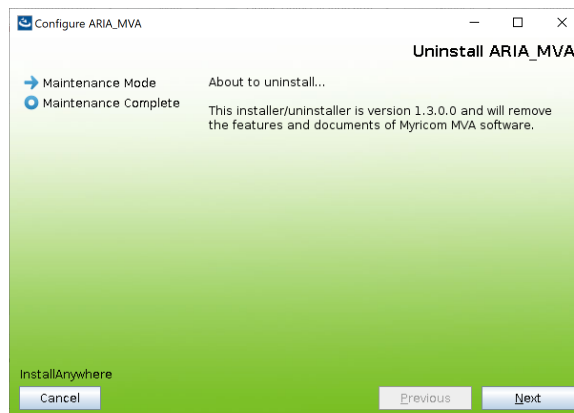 Configure ARIA_MVA
Uninstall ARIA_MVA
Maintenance Mode
Maintenance Complete
About to uninstall...
This installer/uninstaller is version 1.3.0.0 and will remove
the features and documents of Myricom MVA software.
InstallAnywhere
Cancel
Previous
Next